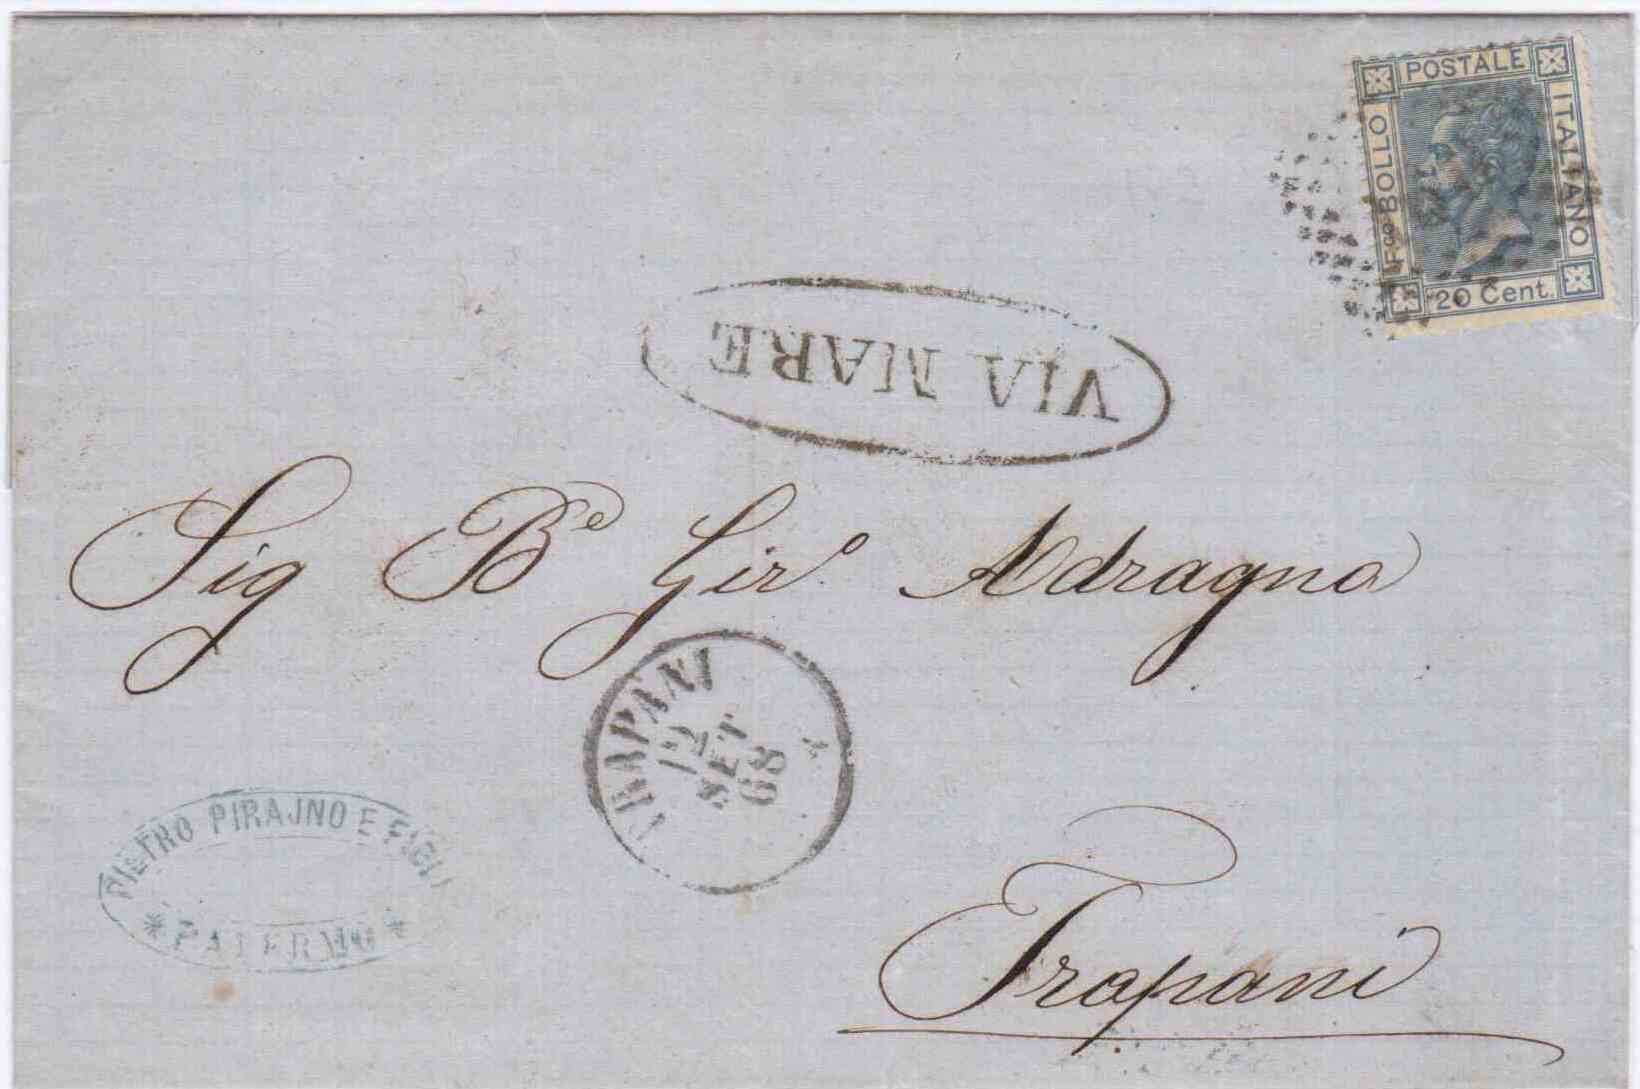 POSTALE
Fco BOLLO
ITALIANO
20 Cent.
VIA MARE
Sig Be Giro Adragna
TRAPANI
12
SET
68
PIETRO PIRAJNO E FIGLI
* PALERMO *
Trapani